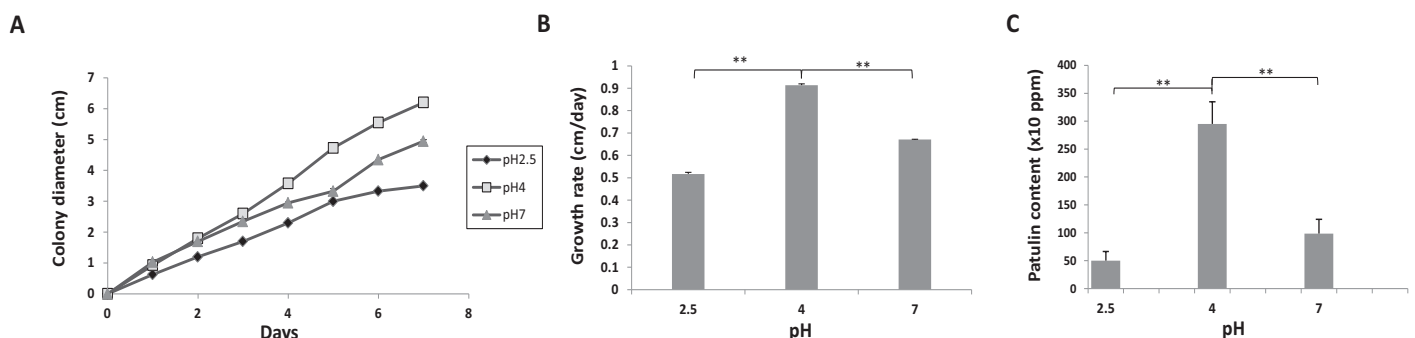 A
Colony diameter (cm)
7
6
5
4
3
2
1
0
0 2 4 6 8
Days
pH2.5
pH4
pH7
B
Growth rate (cm/day)
1
0.9
0.8
0.7
0.6
0.5
0.4
0.3
0.2
0.1
0
** **
2.5 4 7
pH
C
Patulin content (x10 ppm)
400
350
300
250
200
150
100
50
0
** **
2.5 4 7
pH